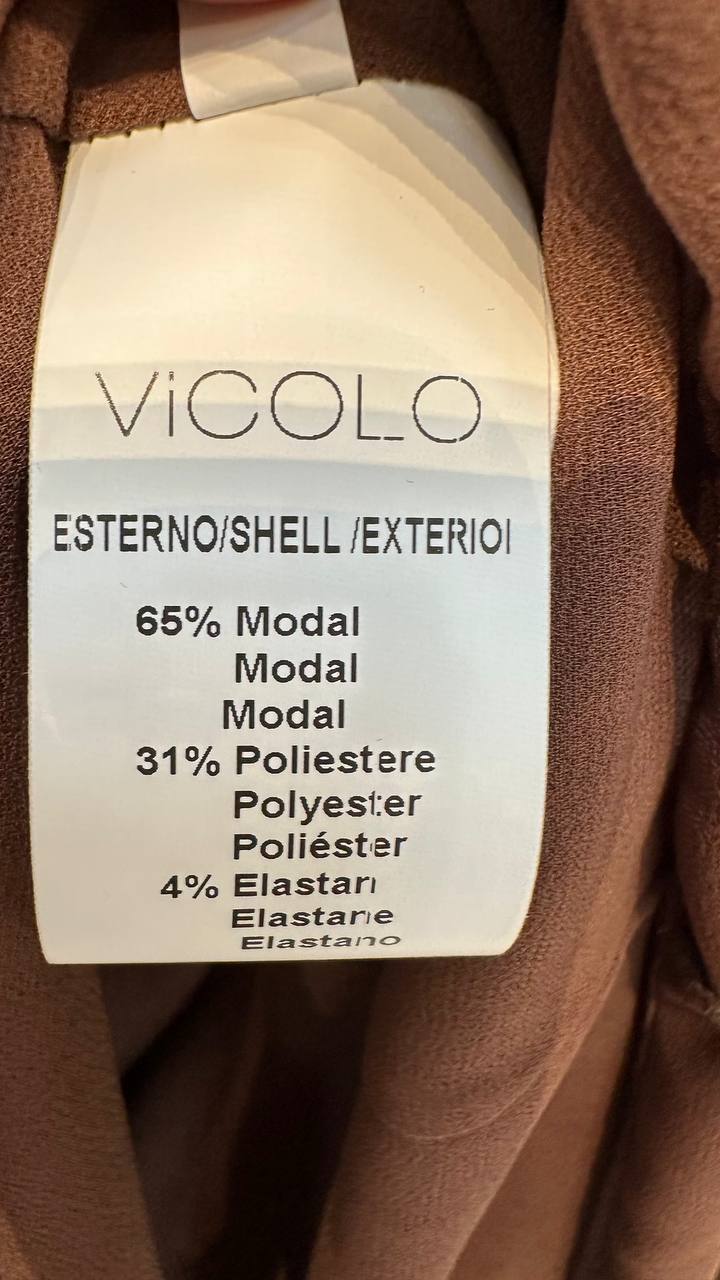 ViCOLO
ESTERNO/SHELL /EXTERIOI
65% Modal
Modal
Modal
31% Poliestere
Polyester
Poliéster
4% Elastan
Elastane
Elastano